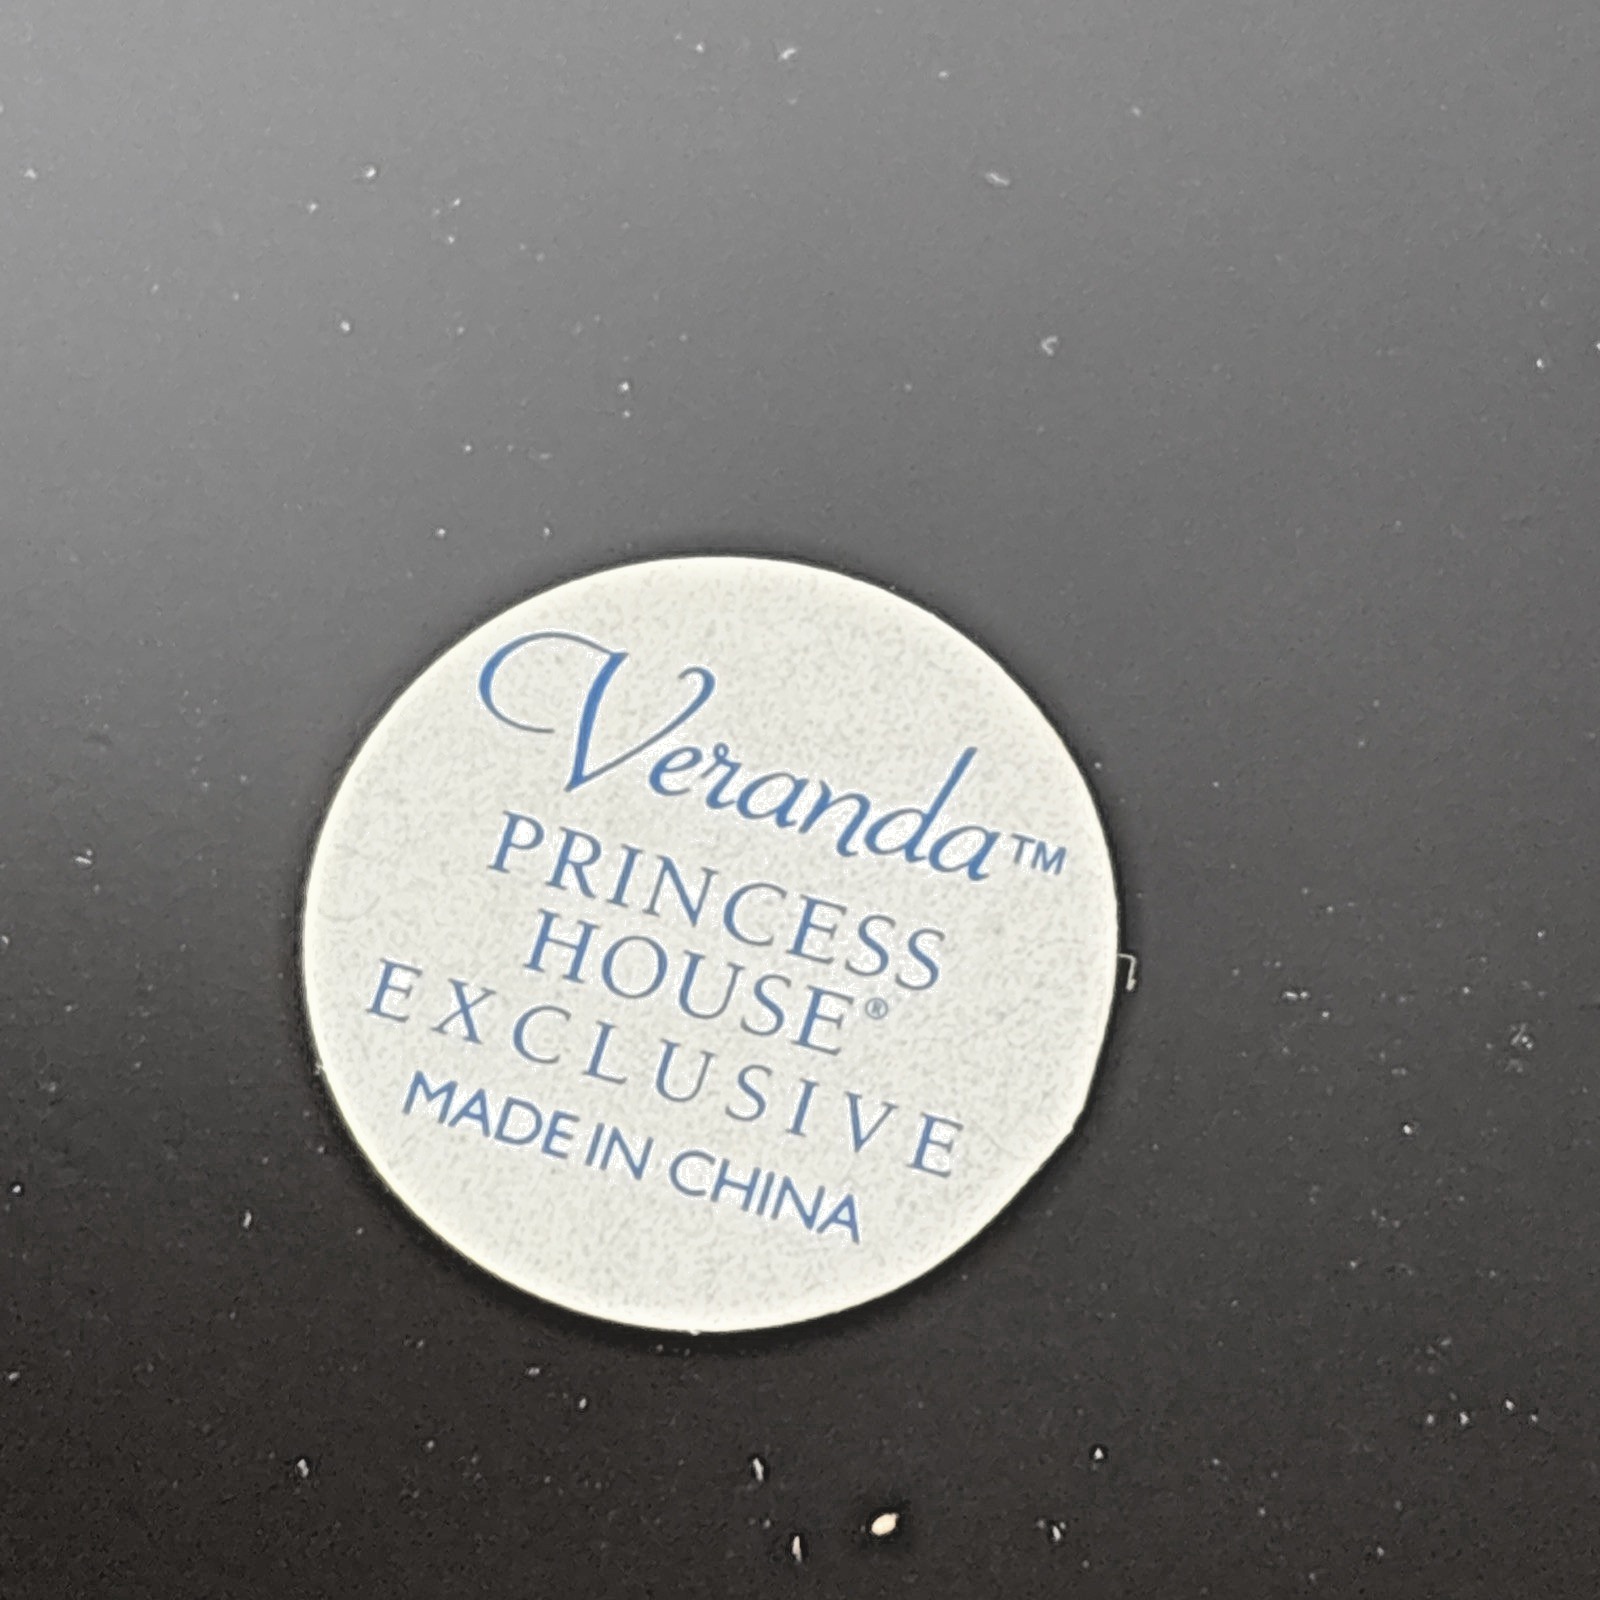 Veranda™
PRINCESS
HOUSE®
EXCLUSIVE
MADE IN CHINA